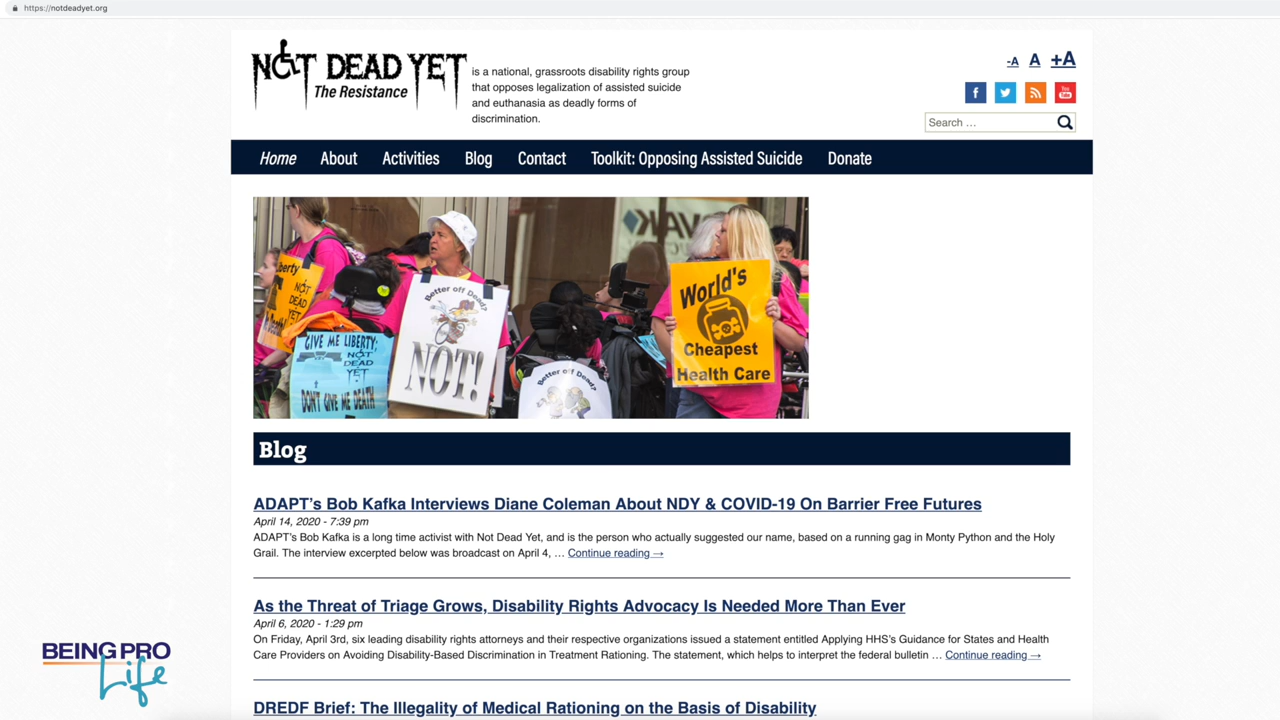 https://notdeadyet.org
NOT DEAD YET
The Resistance
is a national, grassroots disability rights group
that opposes legalization of assisted suicide
and euthanasia as deadly forms of
discrimination.
-A A +A
f
You
Search …
Home About Activities Blog Contact Toolkit: Opposing Assisted Suicide Donate
liberty
NOT
DEAD
YET
GIVE ME LIBERTY,
NOT
DEAD
YET
DON'T GIVE ME DEATH
Better off Dead?
NOT!
Better off Dead?
NOVAK
World's
Cheapest
Health Care
Blog
ADAPT’s Bob Kafka Interviews Diane Coleman About NDY & COVID-19 On Barrier Free Futures
April 14, 2020 - 7:39 pm
ADAPT’s Bob Kafka is a long time activist with Not Dead Yet, and is the person who actually suggested our name, based on a running gag in Monty Python and the Holy
Grail. The interview excerpted below was broadcast on April 4, … Continue reading →
As the Threat of Triage Grows, Disability Rights Advocacy Is Needed More Than Ever
April 6, 2020 - 1:29 pm
On Friday, April 3rd, six leading disability rights attorneys and their respective organizations issued a statement entitled Applying HHS’s Guidance for States and Health
Care Providers on Avoiding Disability-Based Discrimination in Treatment Rationing. The statement, which helps to interpret the federal bulletin … Continue reading →
DREDF Brief: The Illegality of Medical Rationing on the Basis of Disability
BEING PRO
Life